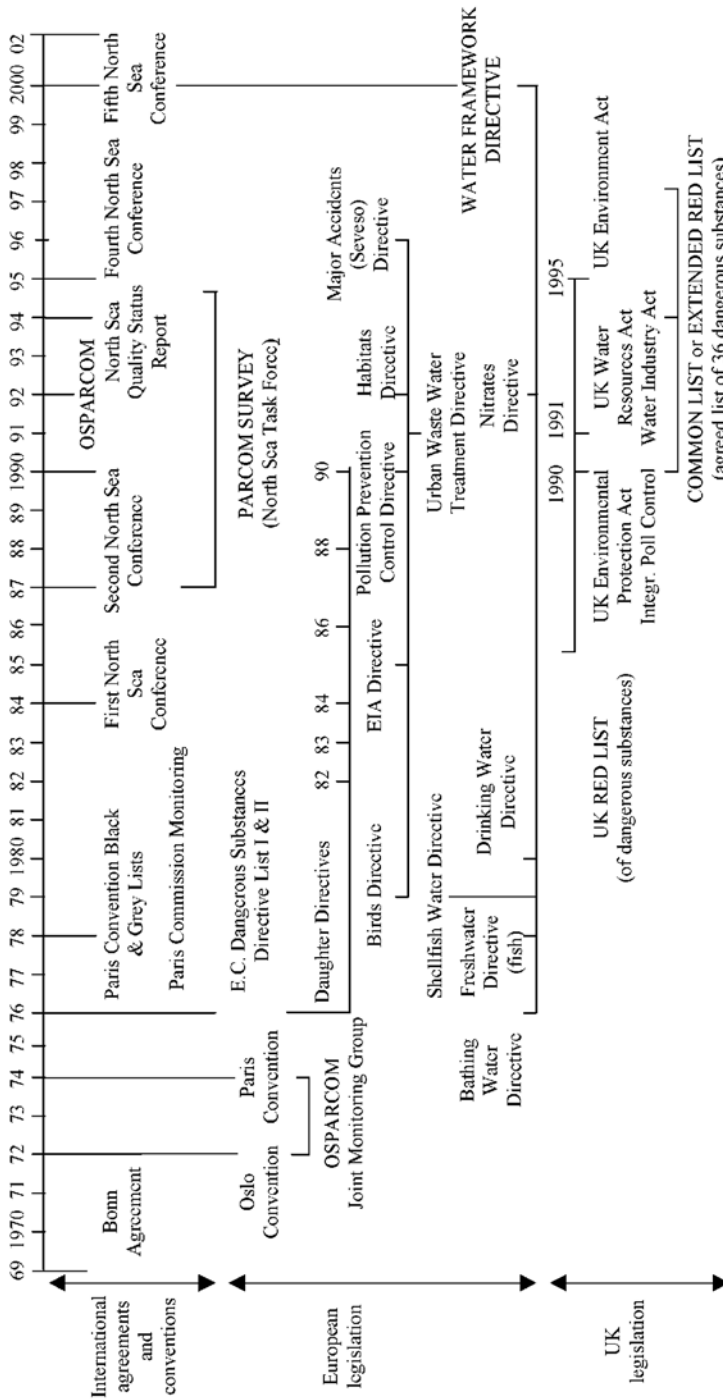 69 1970 71 72 73 74 75 76 77 78 79 1980 81 82 83 84 85 86 87 88 89 1990 91 92 93 94 95 96 97 98 99 2000 02
International
agreements
and
conventions
Bonn
Agreement
Paris Convention Black
& Grey Lists
Paris Commission Monitoring
First North
Sea
Conference
Second North Sea
Conference
OSPARCOM
North Sea
Quality Status
Report
Fourth North Sea
Conference
Fifth North
Sea
Conference
PARCOM SURVEY
(North Sea Task Force)
European
legislation
Oslo
Convention
Paris
Convention
OSPARCOM
Joint Monitoring Group
E.C. Dangerous Substances
Directive List I & II
Daughter Directives
82 83 84 86 88 90
Birds Directive
EIA Directive
Pollution Prevention
Control Directive
Habitats
Directive
Major Accidents
(Seveso)
Directive
Urban Waste Water
Treatment Directive
Bathing
Water
Directive
Shellfish Water Directive
Freshwater
Directive
(fish)
Drinking Water
Directive
Nitrates
Directive
WATER FRAMEWORK
DIRECTIVE
UK
legislation
1990 1991 1995
UK RED LIST
(of dangerous substances)
UK Environmental
Protection Act
Integr. Poll Control
UK Water
Resources Act
Water Industry Act
UK Environment Act
COMMON LIST or EXTENDED RED LIST
(agreed list of 36 dangerous substances)